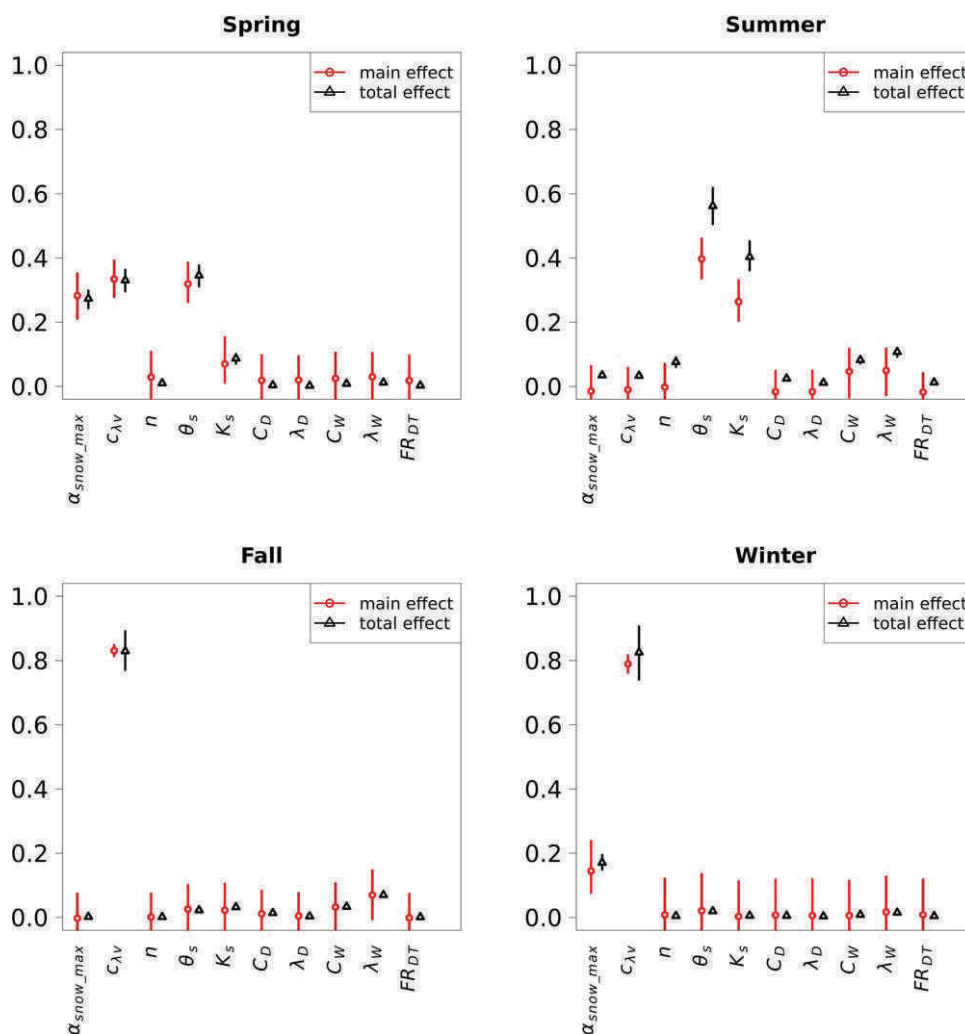 Spring
main effect
total effect
1.0
0.8
0.6
0.4
0.2
0.0
α_snow_max
c_λv
n
θ_s
K_s
C_D
λ_D
C_W
λ_W
FR_DT
Summer
main effect
total effect
1.0
0.8
0.6
0.4
0.2
0.0
α_snow_max
c_λv
n
θ_s
K_s
C_D
λ_D
C_W
λ_W
FR_DT
Fall
main effect
total effect
1.0
0.8
0.6
0.4
0.2
0.0
α_snow_max
c_λv
n
θ_s
K_s
C_D
λ_D
C_W
λ_W
FR_DT
Winter
main effect
total effect
1.0
0.8
0.6
0.4
0.2
0.0
α_snow_max
c_λv
n
θ_s
K_s
C_D
λ_D
C_W
λ_W
FR_DT